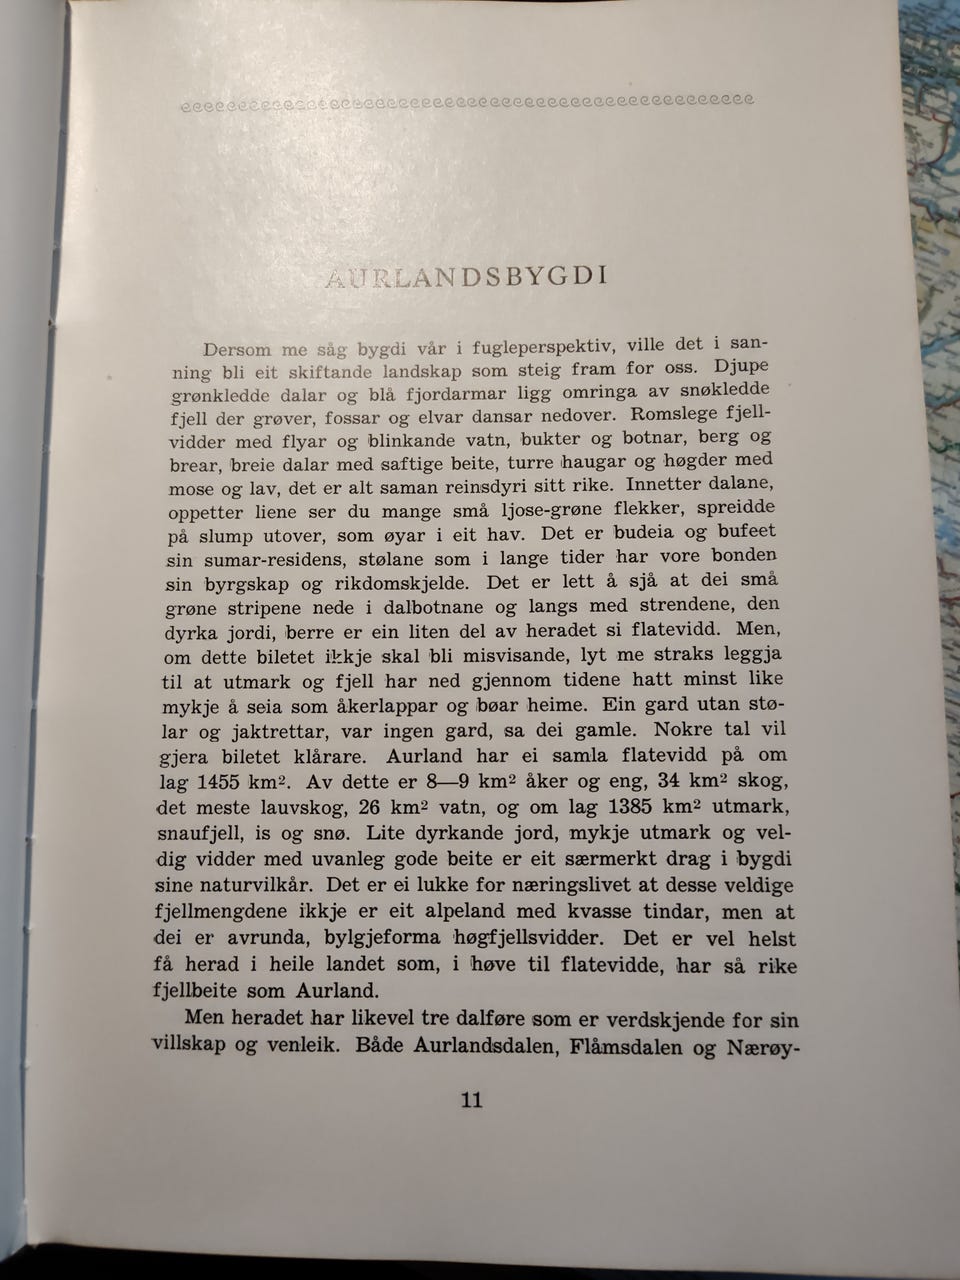 AURLANDSBYGDI
Dersom me såg bygdi vår i fugleperspektiv, ville det i san-
ning bli eit skiftande landskap som steig fram for oss. Djupe
grønkledde dalar og blå fjordarmar ligg omringa av snøkledde
fjell der grøver, fossar og elvar dansar nedover. Romslege fjell-
vidder med flyar og blinkande vatn, bukter og botnar, berg og
brear, breie dalar med saftige beite, turre haugar og høgder med
mose og lav, det er alt saman reinsdyri sitt rike. Innetter dalane,
oppetter liene ser du mange små ljose-grøne flekker, spreidde
på slump utover, som øyar i eit hav. Det er budeia og bufeet
sin sumar-residens, stølane som i lange tider har vore bonden
sin byrgskap og rikdomskjelde. Det er lett å sjå at dei små
grøne stripene nede i dalbotnane og langs med strendene, den
dyrka jordi, berre er ein liten del av heradet si flatevidd. Men,
om dette biletet ikkje skal bli misvisande, lyt me straks leggja
til at utmark og fjell har ned gjennom tidene hatt minst like
mykje å seia som åkerlappar og bøar heime. Ein gard utan stø-
lar og jaktrettar, var ingen gard, sa dei gamle. Nokre tal vil
gjera biletet klårare. Aurland har ei samla flatevidd på om
lag 1455 km². Av dette er 8—9 km² åker og eng, 34 km² skog,
det meste lauvskog, 26 km² vatn, og om lag 1385 km² utmark,
snaufjell, is og snø. Lite dyrkande jord, mykje utmark og vel-
dig vidder med uvanleg gode beite er eit særmerkt drag i bygdi
sine naturvilkår. Det er ei lukke for næringslivet at desse veldige
fjellmengdene ikkje er eit alpeland med kvasse tindar, men at
dei er avrunda, bylgjeforma høgfjellsvidder. Det er vel helst
få herad i heile landet som, i høve til flatevidde, har så rike
fjellbeite som Aurland.
Men heradet har likevel tre dalføre som er verdskjende for sin
villskap og venleik. Både Aurlandsdalen, Flåmsdalen og Nærøy-
11